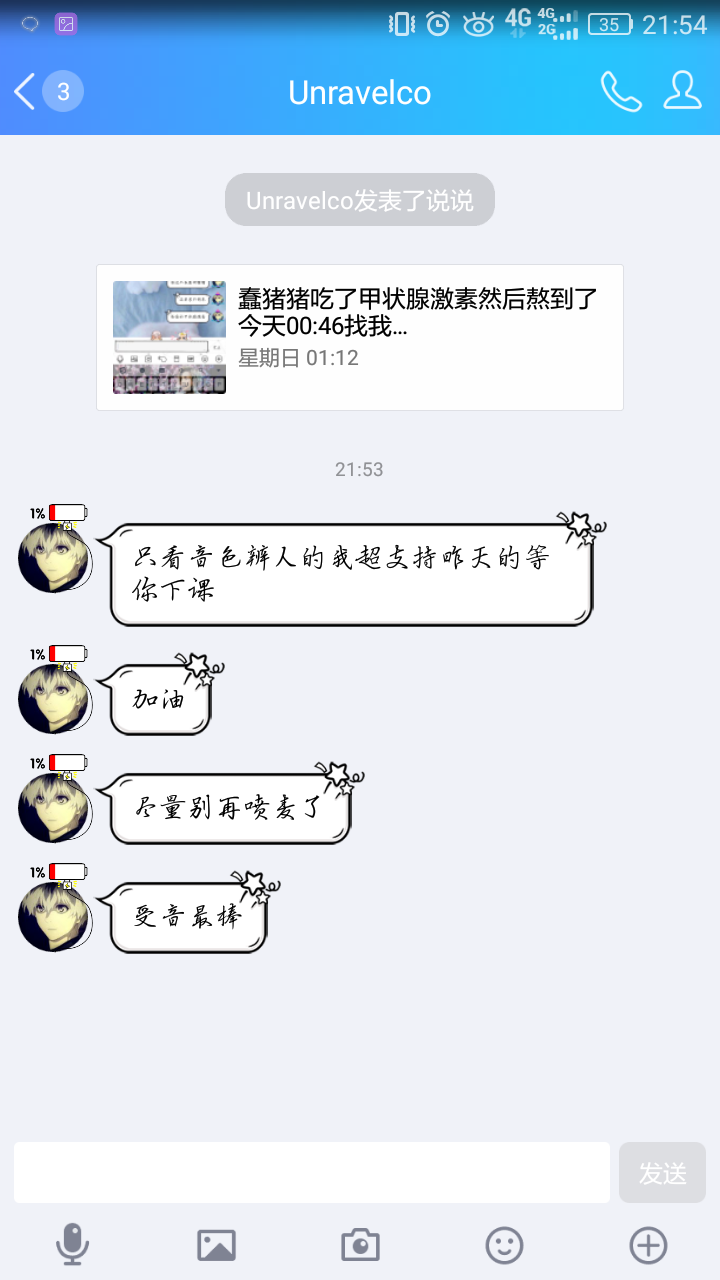 4G
4G
2G
35
21:54
3
Unravelco
Unravelco发表了说说
蠢猪猪吃了甲状腺激素然后熬到了
今天00:46找我...
星期日 01:12
21:53
1%
只看音色辨人的我超支持昨天的等
你下课
1%
加油
1%
尽量别再喷麦了
1%
受音最棒
发送